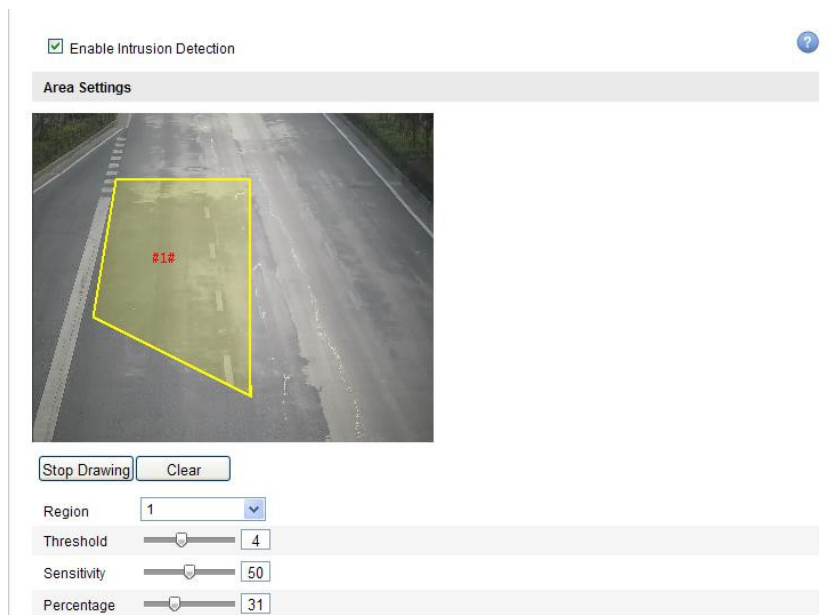 Enable Intrusion Detection
?
Area Settings
#1#
Stop Drawing Clear
Region 1
Threshold 4
Sensitivity 50
Percentage 31